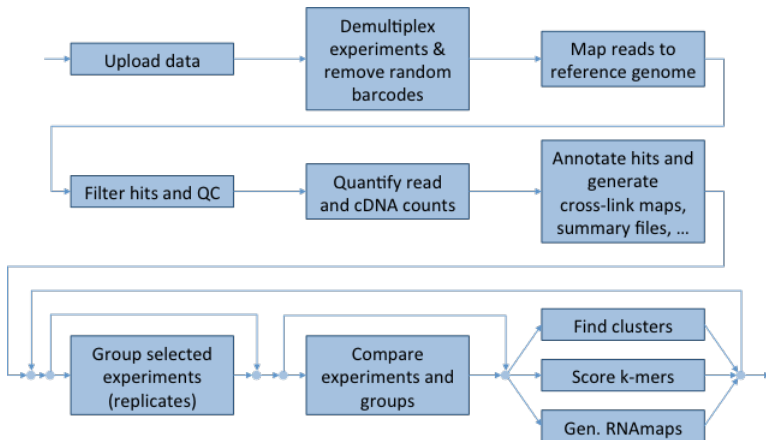 Upload data
Demultiplex
experiments &
remove random
barcodes
Map reads to
reference genome
Filter hits and QC
Quantify read
and cDNA counts
Annotate hits and
generate
cross-link maps,
summary files, ...
Group selected
experiments
(replicates)
Compare
experiments and
groups
Find clusters
Score k-mers
Gen. RNAmaps